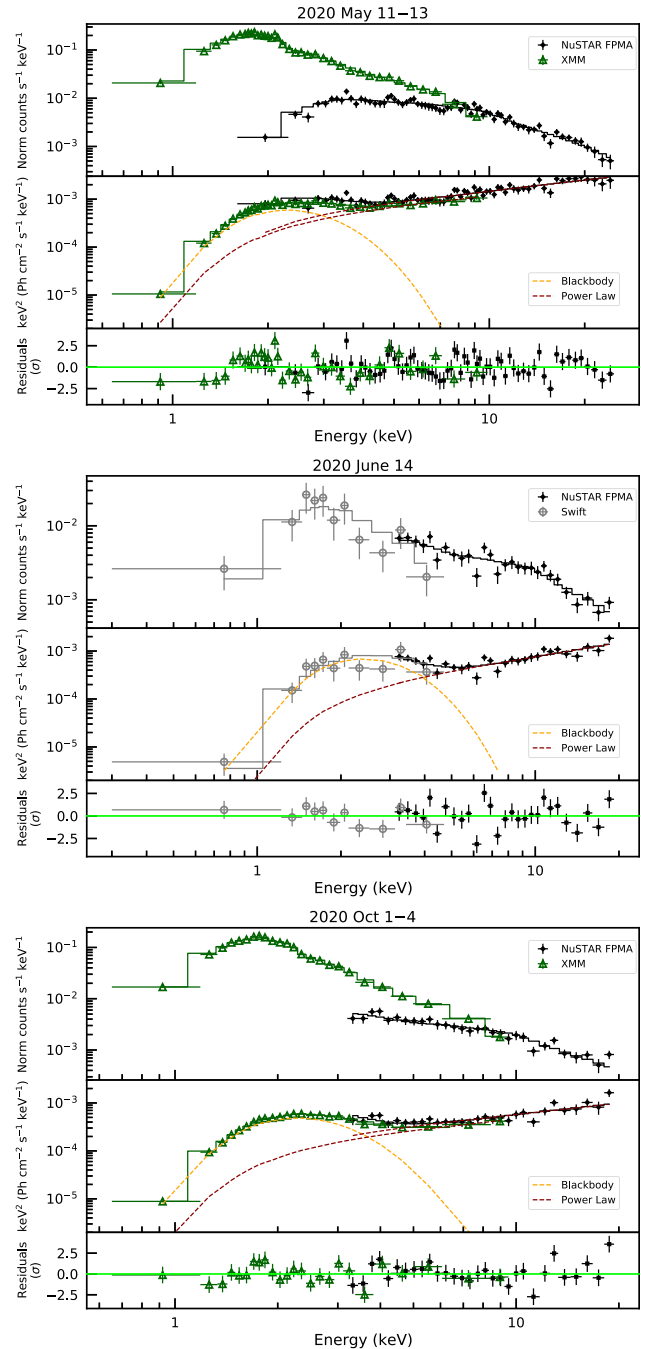 2020 May 11−13
Norm counts s⁻¹ keV⁻¹
10⁻¹
10⁻²
10⁻³
NuSTAR FPMA
XMM
keV² (Ph cm⁻² s⁻¹ keV⁻¹)
10⁻³
10⁻⁴
10⁻⁵
Blackbody
Power Law
Residuals
(σ)
2.5
0.0
−2.5
1
10
Energy (keV)
2020 June 14
Norm counts s⁻¹ keV⁻¹
10⁻²
10⁻³
NuSTAR FPMA
Swift
keV² (Ph cm⁻² s⁻¹ keV⁻¹)
10⁻³
10⁻⁴
10⁻⁵
Blackbody
Power Law
Residuals
(σ)
2.5
0.0
−2.5
1
10
Energy (keV)
2020 Oct 1−4
Norm counts s⁻¹ keV⁻¹
10⁻¹
10⁻²
10⁻³
NuSTAR FPMA
XMM
keV² (Ph cm⁻² s⁻¹ keV⁻¹)
10⁻³
10⁻⁴
10⁻⁵
Blackbody
Power Law
Residuals
(σ)
2.5
0.0
−2.5
1
10
Energy (keV)